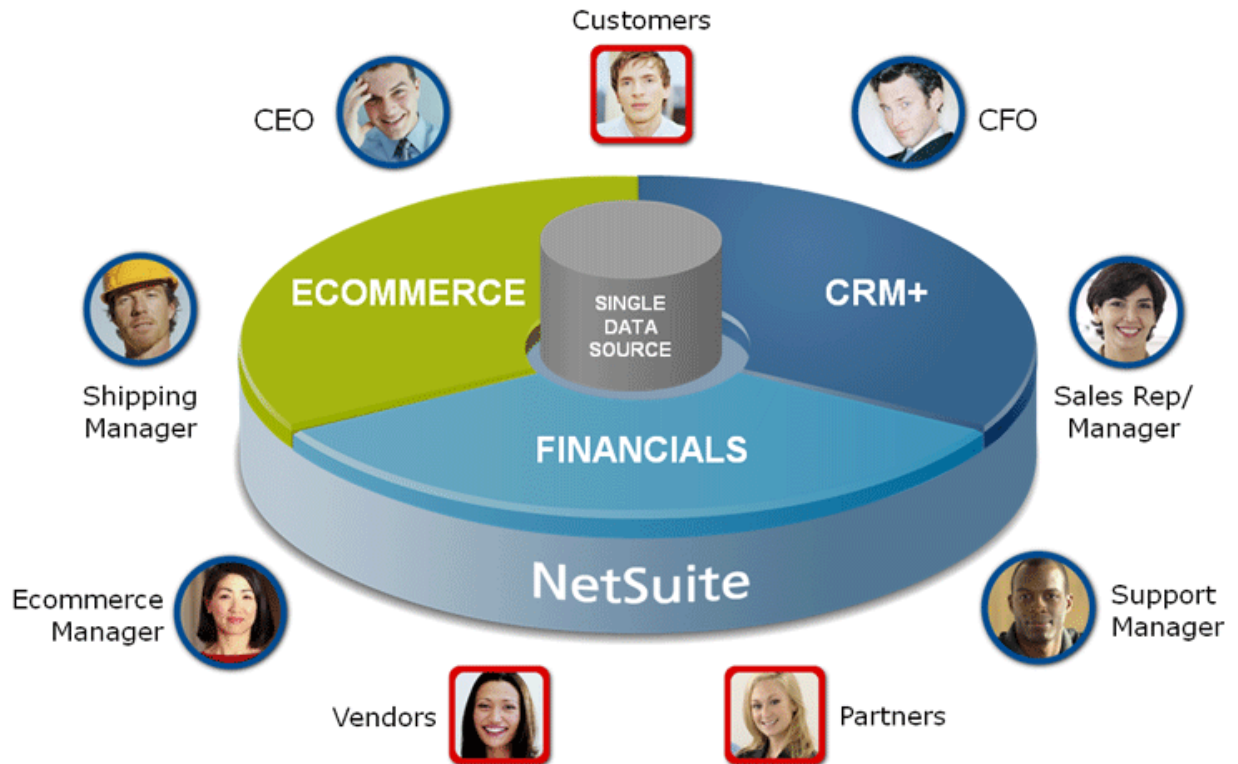 Customers
CEO
CFO
ECOMMERCE
CRM+
SINGLE
DATA
SOURCE
Shipping
Manager
Sales Rep/
Manager
FINANCIALS
NetSuite
Ecommerce
Manager
Support
Manager
Vendors
Partners